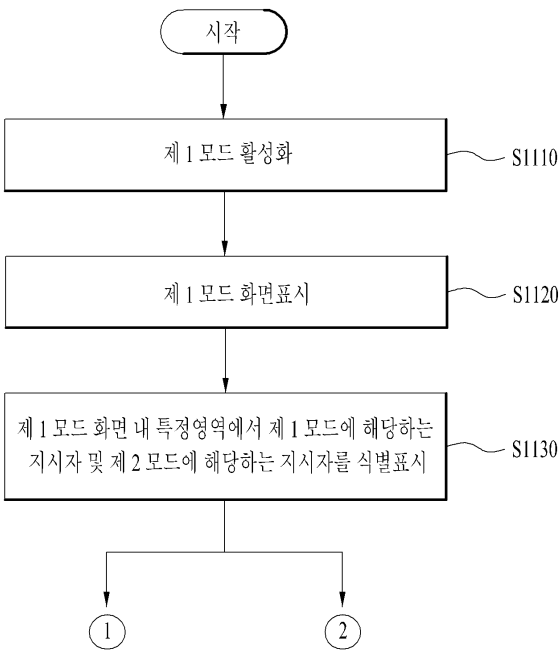 시작
제 1 모드 활성화
S1110
제 1 모드 화면표시
S1120
제 1 모드 화면 내 특정영역에서 제 1 모드에 해당하는
지시자 및 제 2 모드에 해당하는 지시자를 식별표시
S1130
1
2